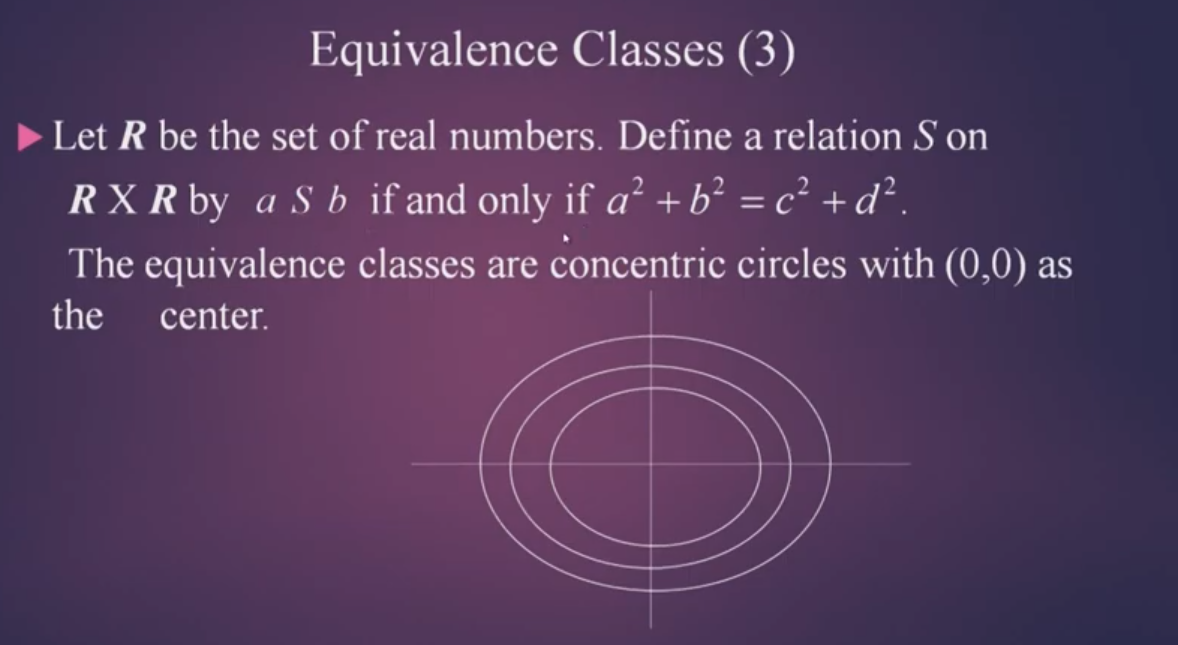 Equivalence Classes (3)
Let R be the set of real numbers. Define a relation S on
R X R by a S b if and only if a² + b² = c² + d².
The equivalence classes are concentric circles with (0,0) as
the center.